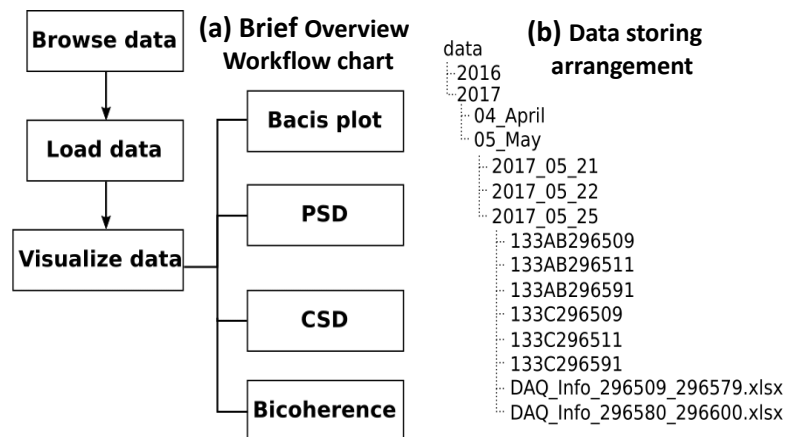 (a) Brief Overview
Workflow chart
Browse data
Load data
Visualize data
Bacis plot
PSD
CSD
Bicoherence
(b) Data storing
arrangement
data
2016
2017
04_April
05_May
2017_05_21
2017_05_22
2017_05_25
133AB296509
133AB296511
133AB296591
133C296509
133C296511
133C296591
DAQ_Info_296509_296579.xlsx
DAQ_Info_296580_296600.xlsx